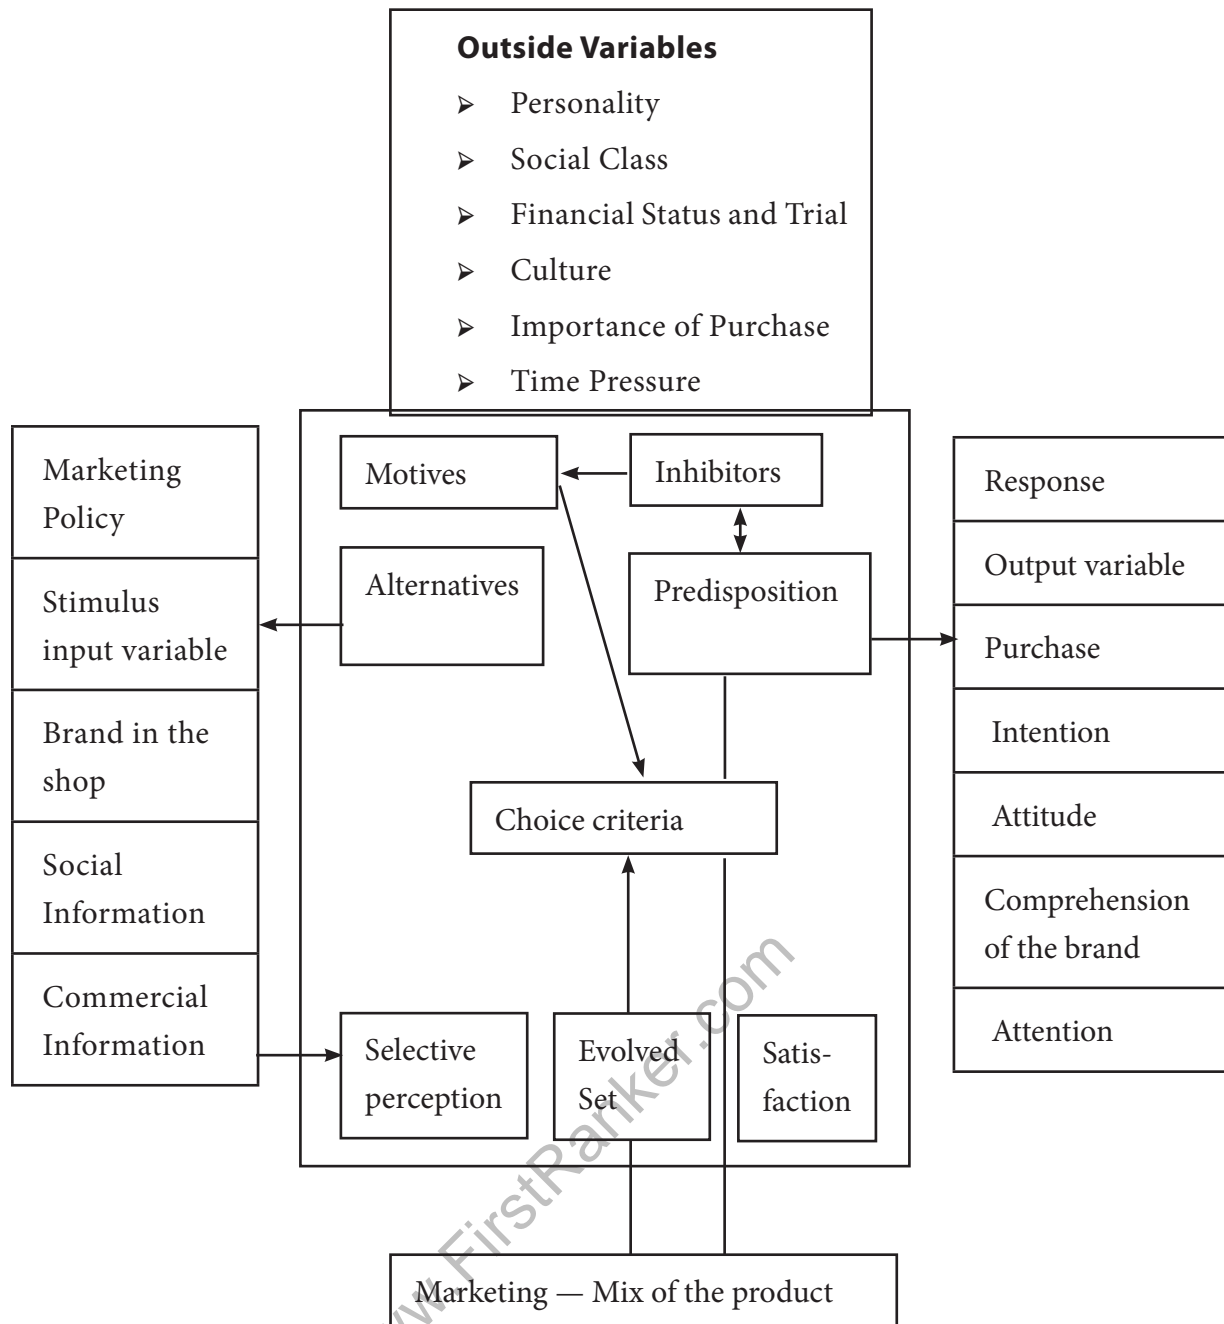 Outside Variables
➢ Personality
➢ Social Class
➢ Financial Status and Trial
➢ Culture
➢ Importance of Purchase
➢ Time Pressure
Marketing
Policy
Stimulus
input variable
Brand in the
shop
Social
Information
Commercial
Information
Motives
Inhibitors
Alternatives
Predisposition
Choice criteria
Selective
perception
Evolved
Set
Satis-
faction
Response
Output variable
Purchase
Intention
Attitude
Comprehension
of the brand
Attention
Marketing — Mix of the product
www.FirstRanker.com